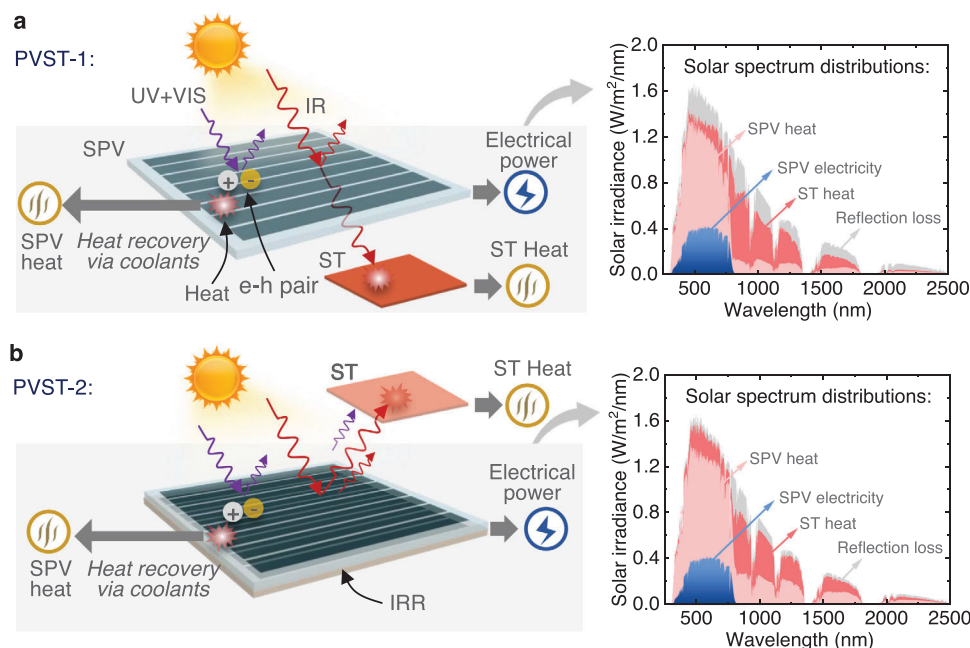 a
PVST-1:
UV+VIS
IR
SPV
Electrical
power
+ -
SPV
heat
Heat recovery
via coolants
Heat
e-h pair
ST
ST Heat
Solar spectrum distributions:
SPV heat
SPV electricity
ST heat
Reflection loss
Solar irradiance (W/m²/nm)
2.0
1.6
1.2
0.8
0.4
0.0
500 1000 1500 2000 2500
Wavelength (nm)
b
PVST-2:
ST
ST Heat
Electrical
power
+ -
SPV
heat
Heat recovery
via coolants
IRR
Solar spectrum distributions:
SPV heat
SPV electricity
ST heat
Reflection loss
Solar irradiance (W/m²/nm)
2.0
1.6
1.2
0.8
0.4
0.0
500 1000 1500 2000 2500
Wavelength (nm)